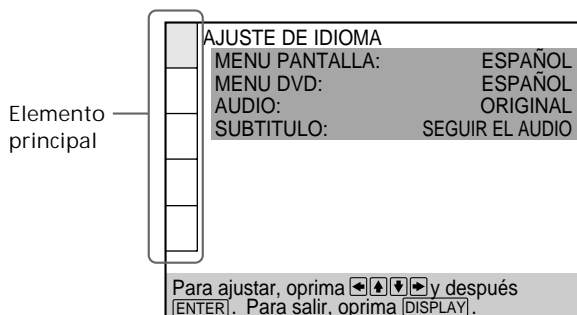 AJUSTE DE IDIOMA
MENU PANTALLA: ESPAÑOL
MENU DVD: ESPAÑOL
AUDIO: ORIGINAL
SUBTITULO: SEGUIR EL AUDIO
Elemento
principal
Para ajustar, oprima ←↑↓→ y después
ENTER. Para salir, oprima DISPLAY.